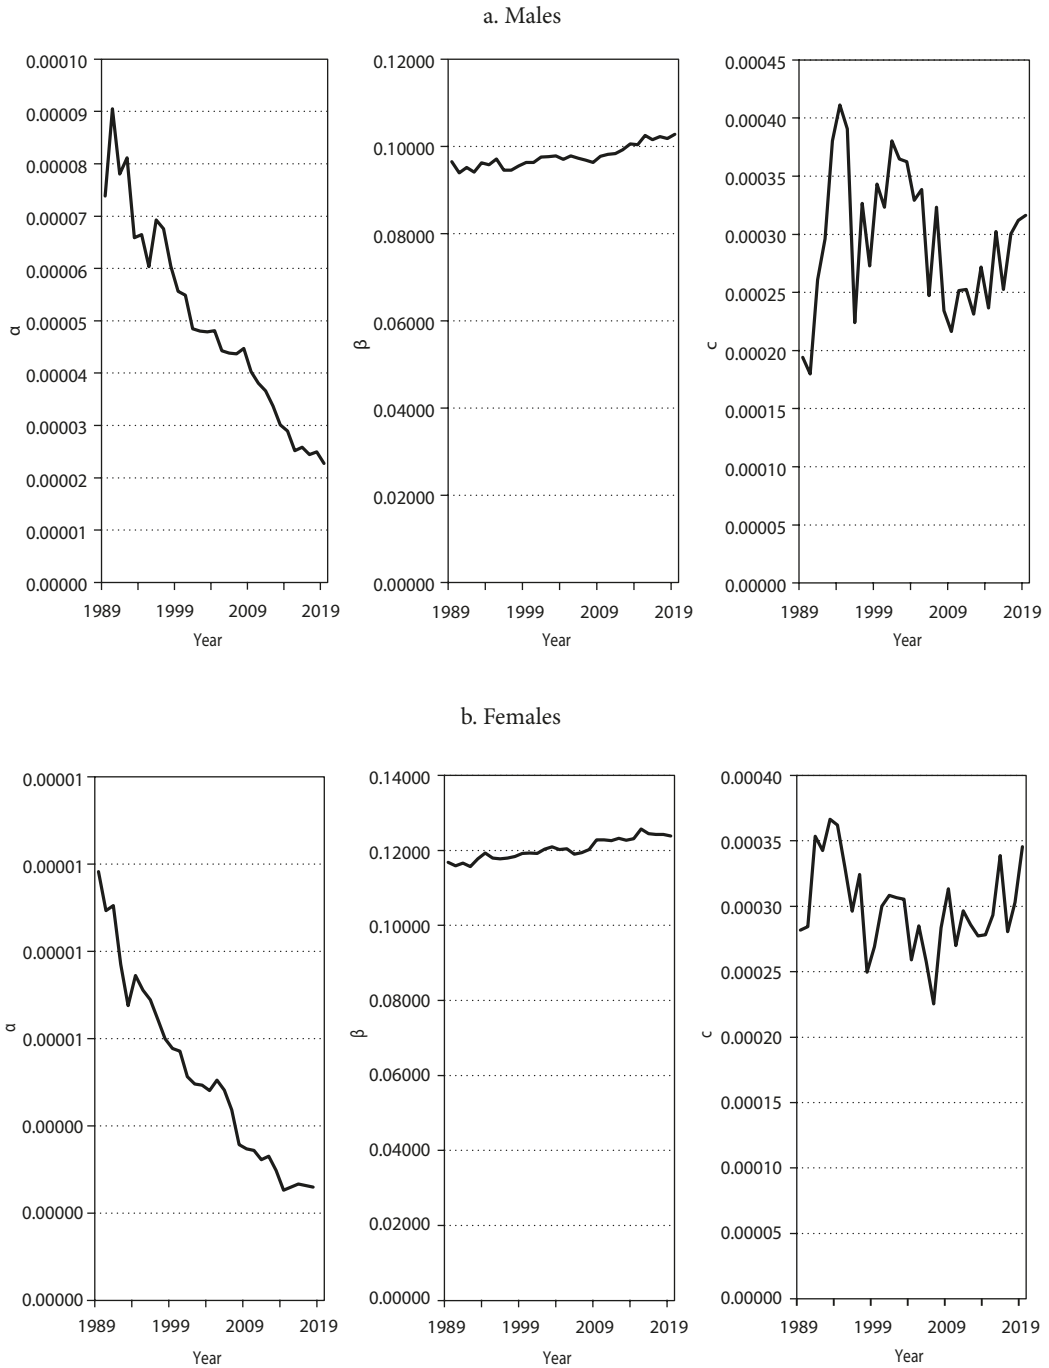 a. Males
0.00010
0.00009
0.00008
0.00007
0.00006
0.00005
0.00004
0.00003
0.00002
0.00001
0.00000
α
1989 1999 2009 2019
Year
0.12000
0.10000
0.08000
0.06000
0.04000
0.02000
0.00000
β
1989 1999 2009 2019
Year
0.00045
0.00040
0.00035
0.00030
0.00025
0.00020
0.00015
0.00010
0.00005
0.00000
c
1989 1999 2009 2019
Year
b. Females
0.00001
0.00001
0.00001
0.00001
0.00000
0.00000
0.00000
α
1989 1999 2009 2019
Year
0.14000
0.12000
0.10000
0.08000
0.06000
0.04000
0.02000
0.00000
β
1989 1999 2009 2019
Year
0.00040
0.00035
0.00030
0.00025
0.00020
0.00015
0.00010
0.00005
0.00000
c
1989 1999 2009 2019
Year